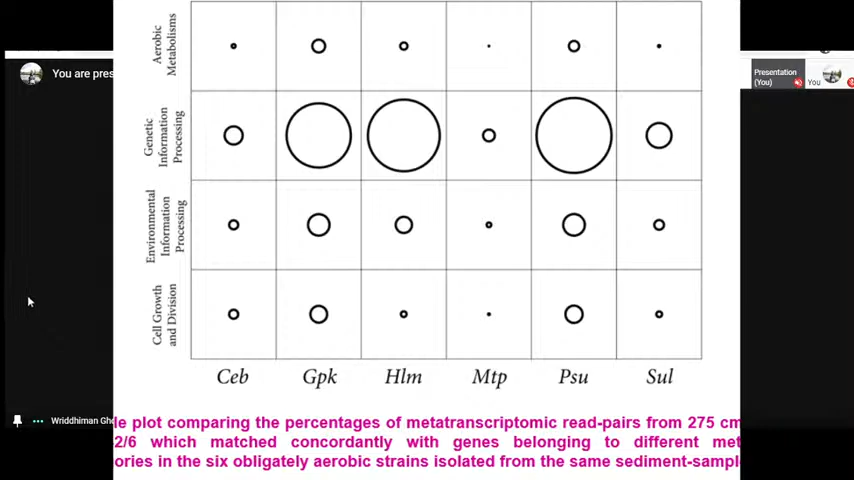 Aerobic
Metabolisms
You are pres
Presentation
(You)
You
Genetic
Information
Processing
Environmental
Information
Processing
Cell Growth
and Division
Ceb Gpk Hlm Mtp Psu Sul
Wriddhiman Gho
le plot comparing the percentages of metatranscriptomic read-pairs from 275 cm
2/6 which matched concordantly with genes belonging to different met
ories in the six obligately aerobic strains isolated from the same sediment-sample